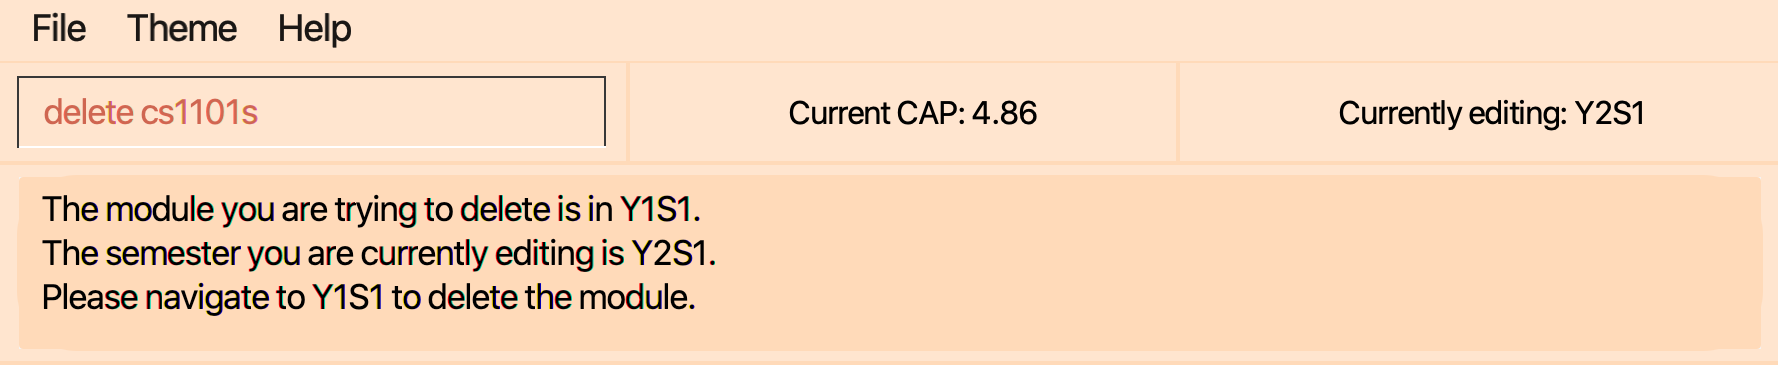 File Theme Help
delete cs1101s
Current CAP: 4.86
Currently editing: Y2S1
The module you are trying to delete is in Y1S1.
The semester you are currently editing is Y2S1.
Please navigate to Y1S1 to delete the module.